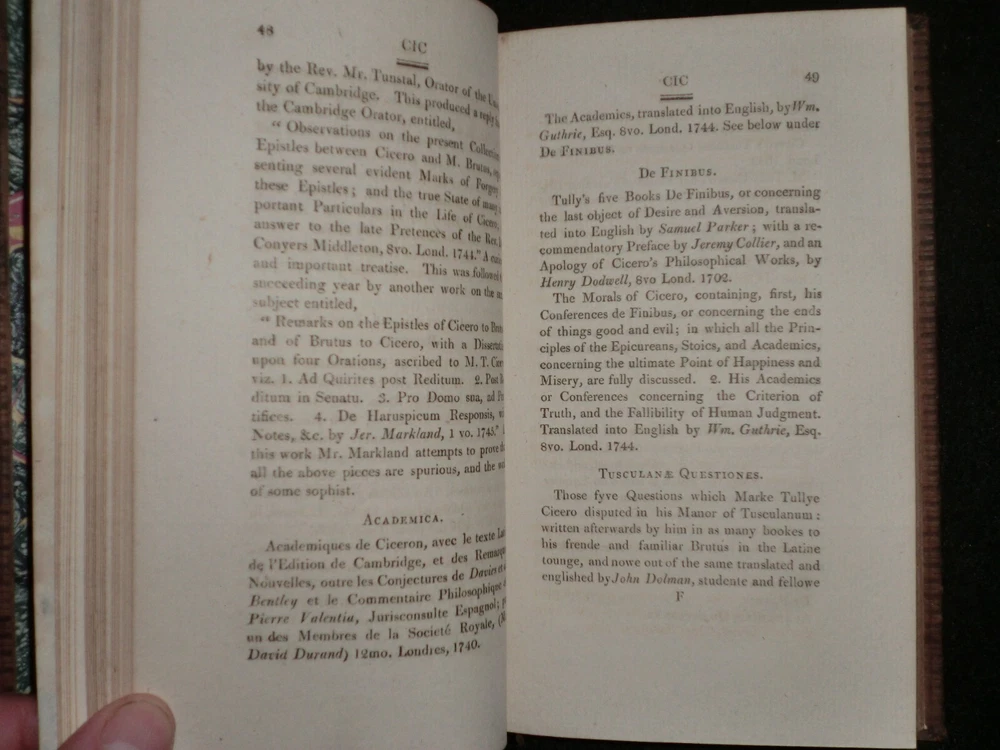 48
CIC
by the Rev. Mr. Tunstal, Orator of the
sity of Cambridge. This produced a reply
the Cambridge Orator, entitled,
“ Observations on the present
Epistles between Cicero and M. Brutus,
senting several evident Marks of Forgery
these Epistles; and the true State of many
portant Particulars in the Life of Cicero,
answer to the late Pretences of the Rev.
Conyers Middleton, 8vo. Lond. 1744.” A
and important treatise. This was followed
succeeding year by another work on the
subject entitled,
“ Remarks on the Epistles of Cicero to
and of Brutus to Cicero, with a
upon four Orations, ascribed to M. T.
viz. 1. Ad Quirites post Reditum. 2. Post
ditum in Senatu. 3. Pro Domo sua, ad
tifices. 4. De Haruspicum Responsis,
Notes, &c. by Jer. Markland, 1 vo. 1745.”
this work Mr. Markland attempts to prove
all the above pieces are spurious, and the
of some sophist.
Academica.
Academiques de Ciceron, avec le texte
de l'Edition de Cambridge, et des
Nouvelles, outre les Conjectures de Davies
Bentley et le Commentaire Philosophique
Pierre Valentia, Jurisconsulte Espagnol;
un des Membres de la Societé Royale,
David Durand) 12mo. Londres, 1740.
CIC
49
The Academics, translated into English, by Wm.
Guthrie, Esq. 8vo. Lond. 1744. See below under
De Finibus.
De Finibus.
Tully's five Books De Finibus, or concerning
the last object of Desire and Aversion, transla-
ted into English by Samuel Parker; with a re-
commendatory Preface by Jeremy Collier, and an
Apology of Cicero's Philosophical Works, by
Henry Dodwell, 8vo Lond. 1702.
The Morals of Cicero, containing, first, his
Conferences de Finibus, or concerning the ends
of things good and evil; in which all the Prin-
ciples of the Epicureans, Stoics, and Academics,
concerning the ultimate Point of Happiness and
Misery, are fully discussed. 2. His Academics
or Conferences concerning the Criterion of
Truth, and the Fallibility of Human Judgment.
Translated into English by Wm. Guthrie, Esq.
8vo. Lond. 1744.
Tusculanæ Questiones.
Those fyve Questions which Marke Tullye
Cicero disputed in his Manor of Tusculanum:
written afterwards by him in as many bookes to
his frende and familiar Brutus in the Latine
tounge, and nowe out of the same translated and
englished by John Dolman, studente and fellowe
F